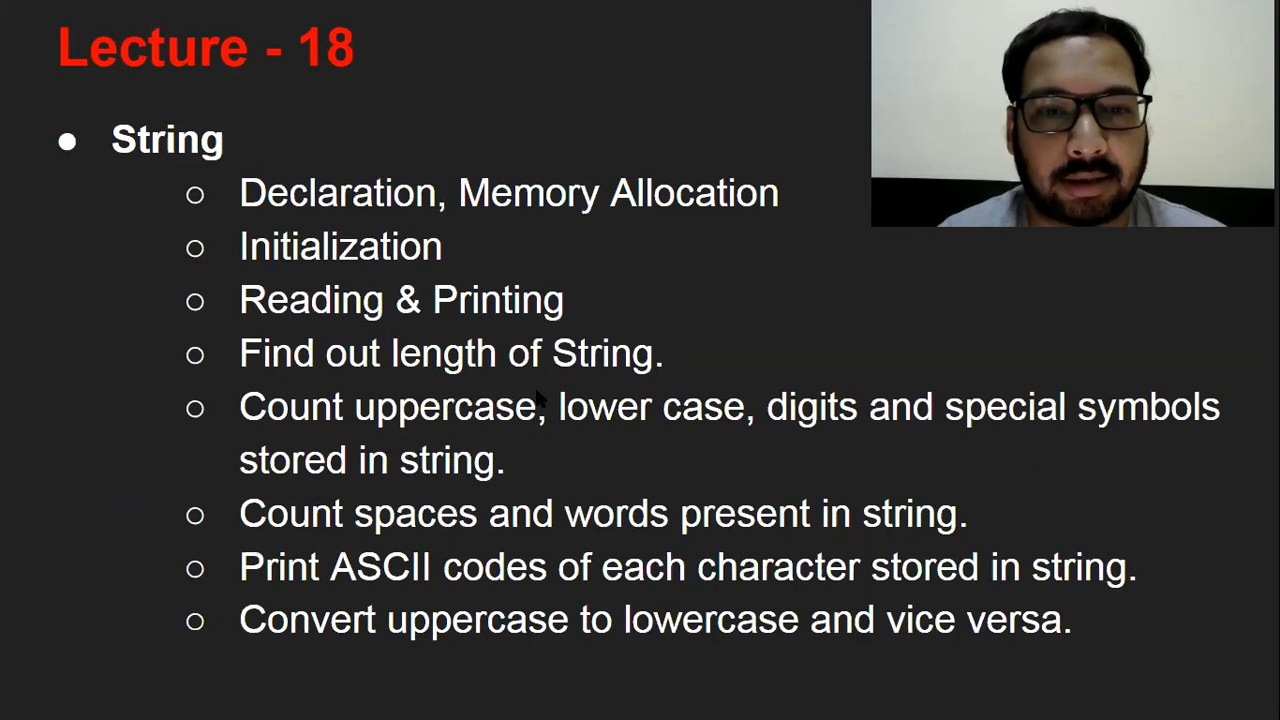 Lecture - 18
● String
○ Declaration, Memory Allocation
○ Initialization
○ Reading & Printing
○ Find out length of String.
○ Count uppercase, lower case, digits and special symbols
stored in string.
○ Count spaces and words present in string.
○ Print ASCII codes of each character stored in string.
○ Convert uppercase to lowercase and vice versa.